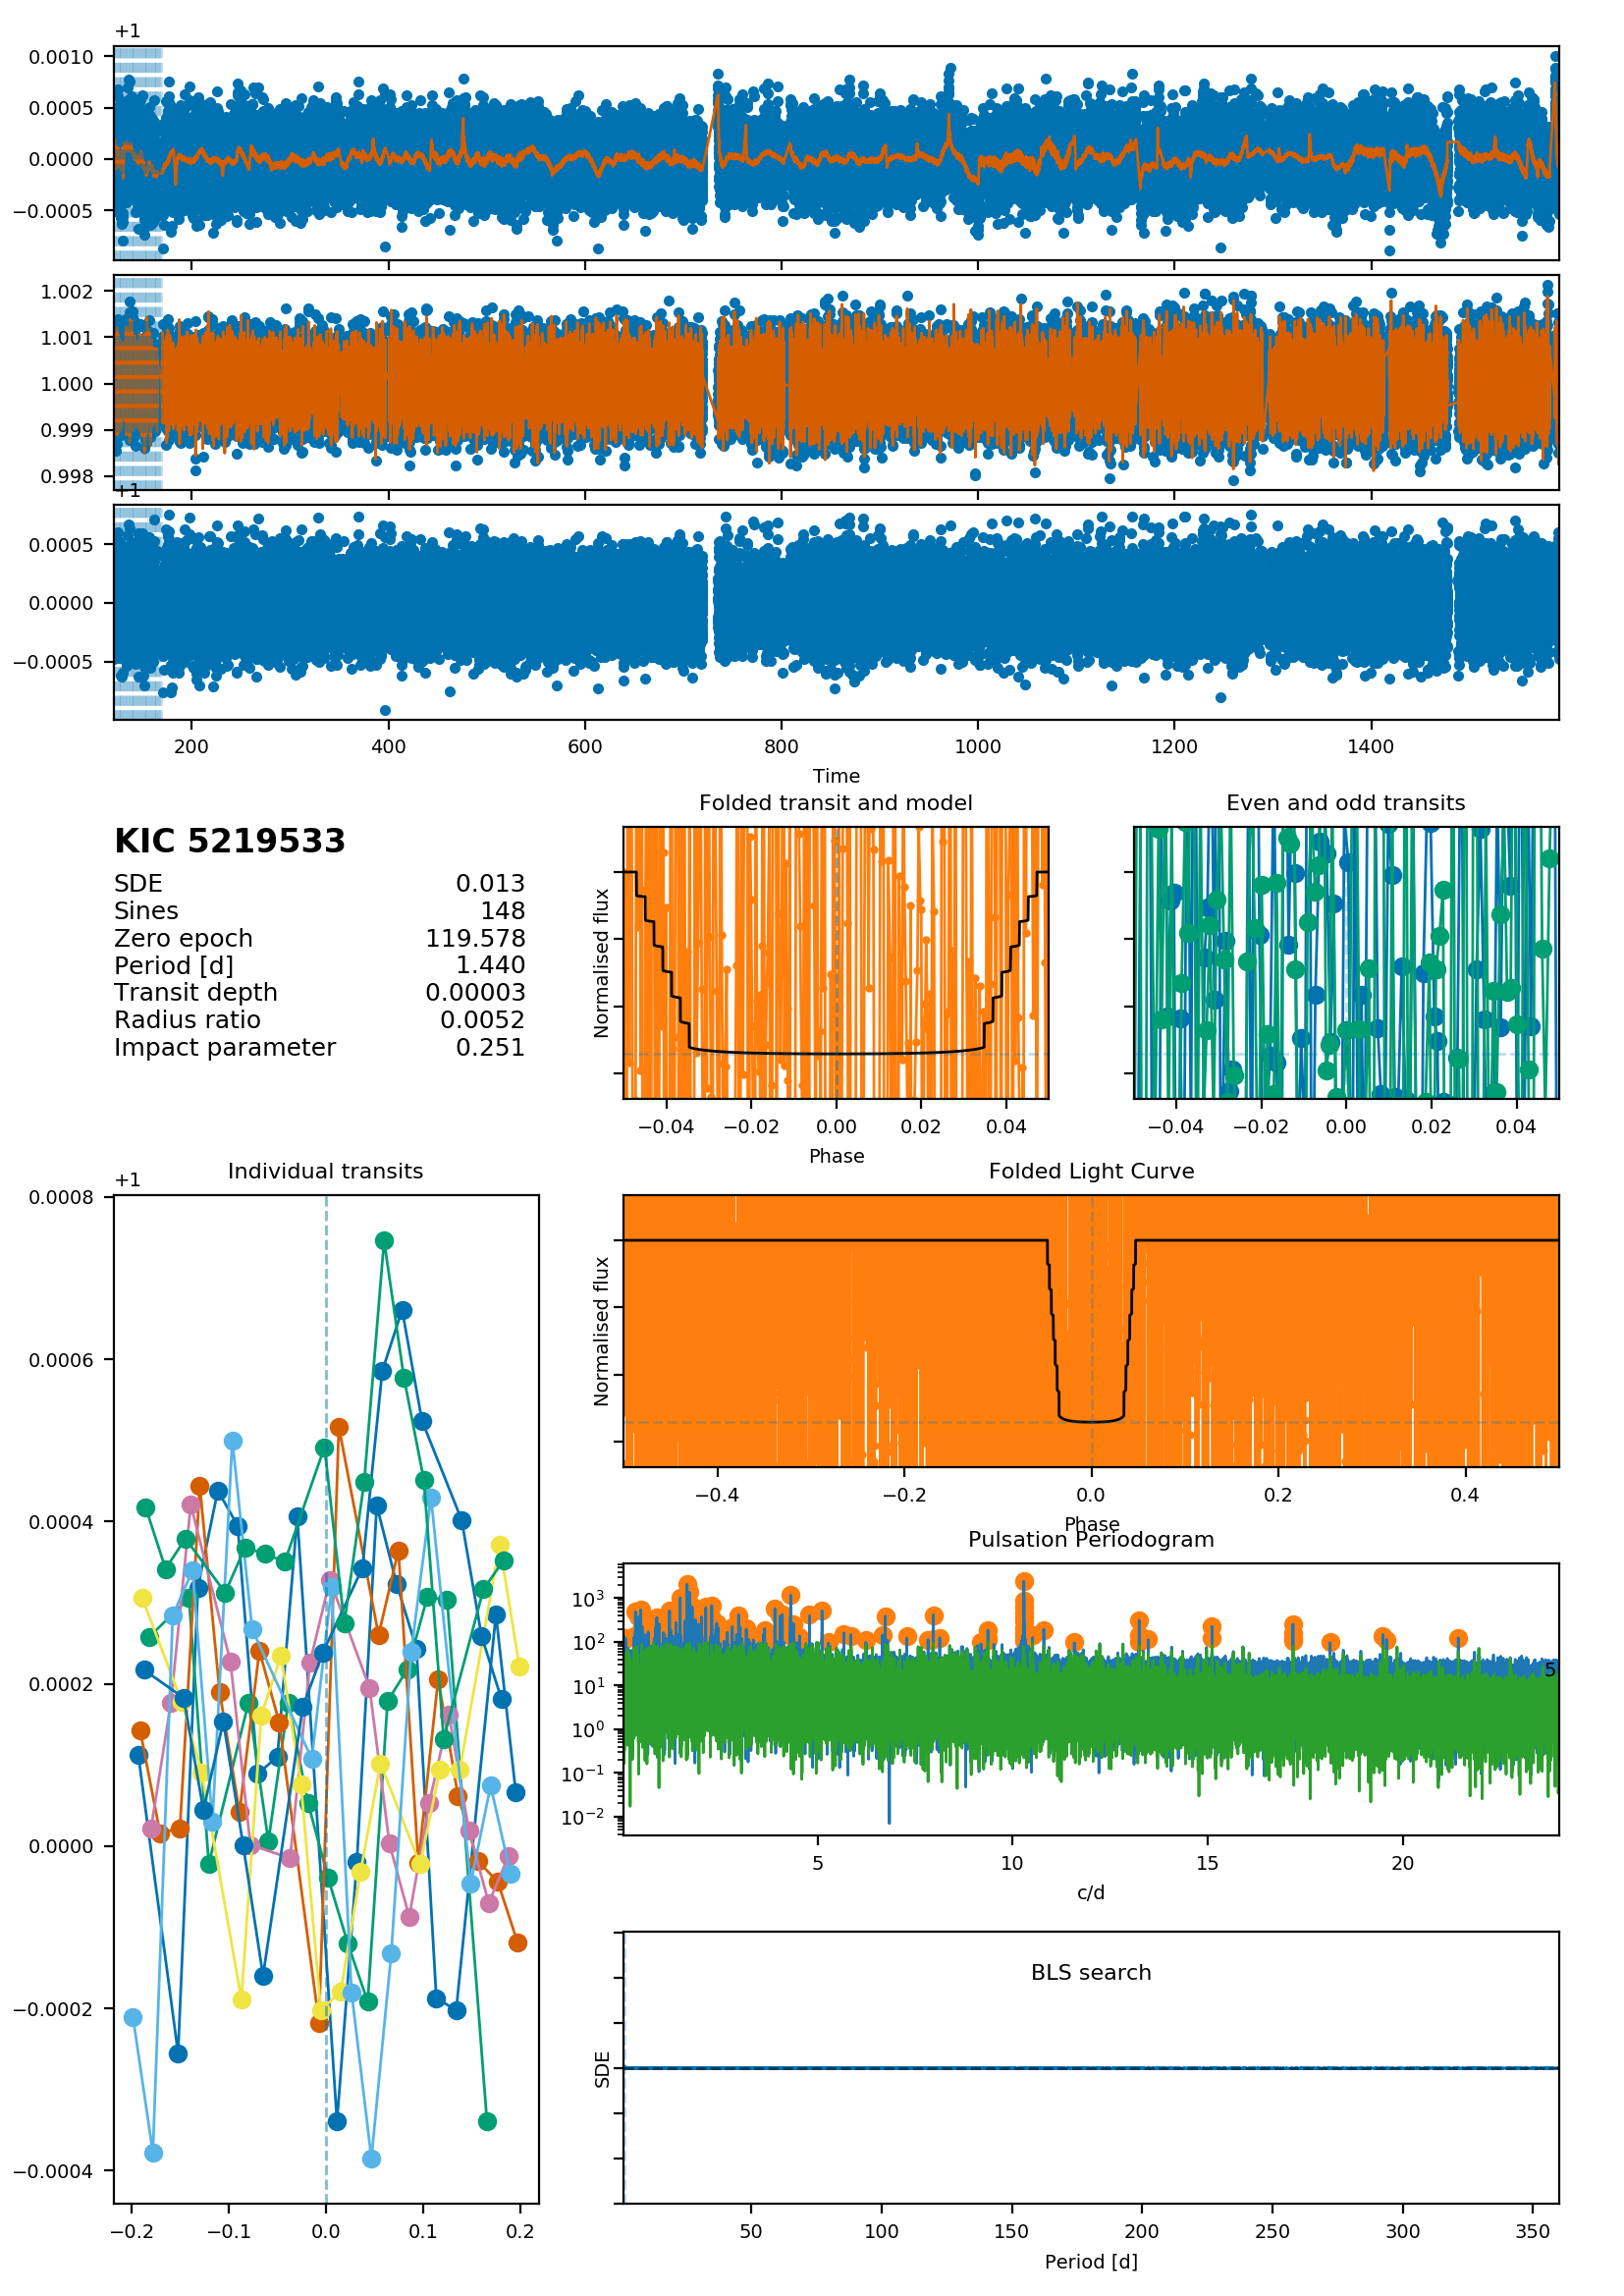 +1
0.0010
0.0005
0.0000
−0.0005
1.002
1.001
1.000
0.999
0.998
+1
0.0005
0.0000
−0.0005
200 400 600 800 1000 1200 1400
Time
KIC 5219533
SDE 0.013
Sines 148
Zero epoch 119.578
Period [d] 1.440
Transit depth 0.00003
Radius ratio 0.0052
Impact parameter 0.251
Folded transit and model
Normalised flux
−0.04 −0.02 0.00 0.02 0.04
Phase
Even and odd transits
−0.04 −0.02 0.00 0.02 0.04
Individual transits
+1
0.0008
0.0006
0.0004
0.0002
0.0000
−0.0002
−0.0004
−0.2 −0.1 0.0 0.1 0.2
Folded Light Curve
Normalised flux
−0.4 −0.2 0.0 0.2 0.4
Phase
Pulsation Periodogram
10³
10²
10¹
10⁰
10⁻¹
10⁻²
5
5 10 15 20
c/d
BLS search
SDE
50 100 150 200 250 300 350
Period [d]